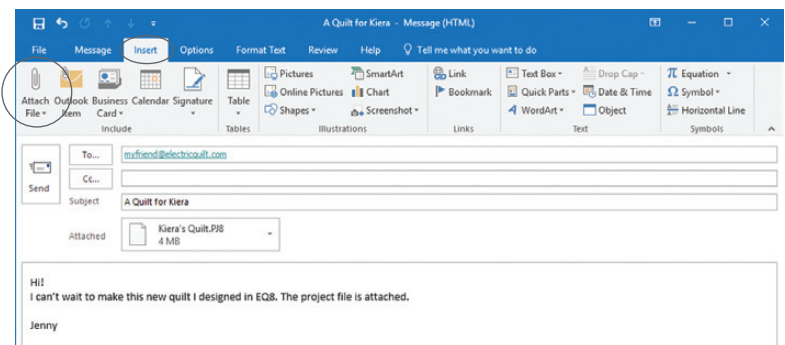 A Quilt for Kiera - Message (HTML)
File Message Insert Options Format Text Review Help Tell me what you want to do
Pictures SmartArt Link Text Box Drop Cap Equation
Online Pictures Chart Bookmark Quick Parts Date & Time Symbol
Attach Outlook Business Calendar Signature Table Shapes Screenshot WordArt Object Horizontal Line
File Item Card
Include Tables Illustrations Links Text Symbols
To... myfriend@electricquilt.com
Cc...
Send
Subject A Quilt for Kiera
Attached Kiera's Quilt.PJ8
4 MB
Hi!
I can't wait to make this new quilt I designed in EQ8. The project file is attached.
Jenny